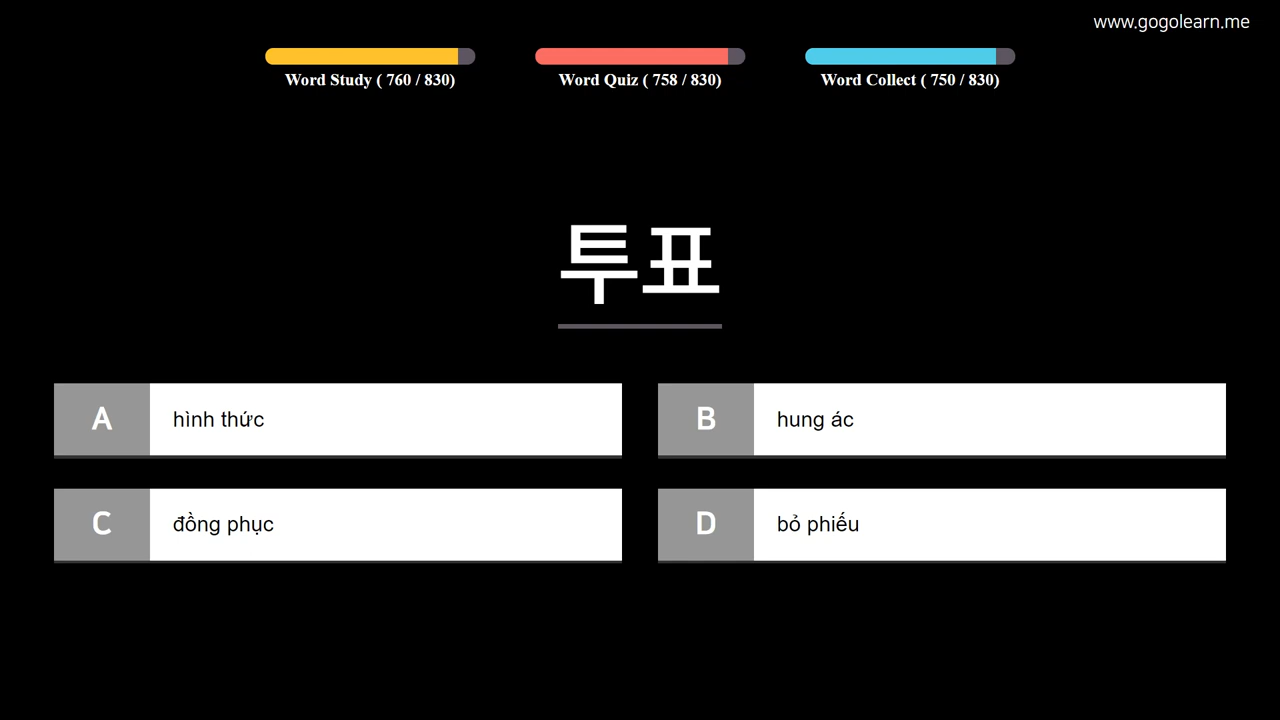 www.gogolearn.me
Word Study ( 760 / 830)
Word Quiz ( 758 / 830)
Word Collect ( 750 / 830)
투표
A hình thức
B hung ác
C đồng phục
D bỏ phiếu